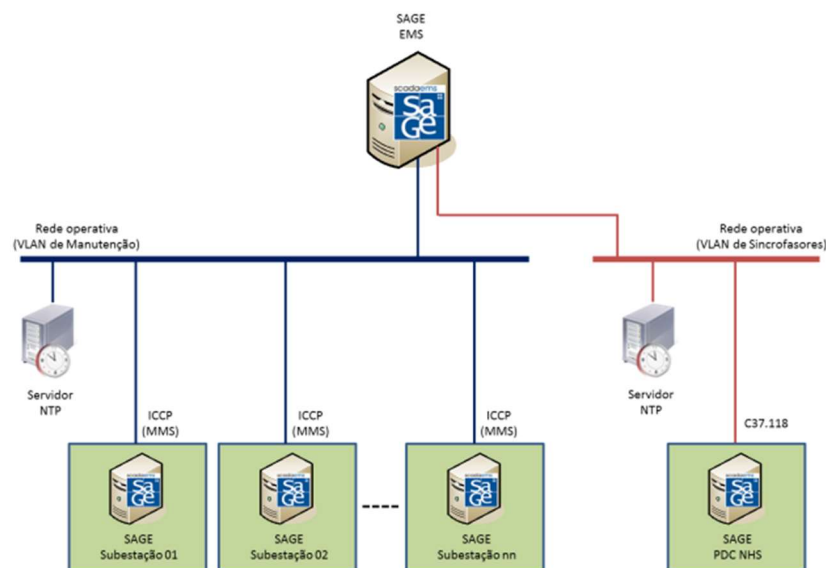 SAGE
EMS
scadaems
SaGe
Rede operativa
(VLAN de Manutenção)
Rede operativa
(VLAN de Sincrofasores)
Servidor
NTP
Servidor
NTP
ICCP
(MMS)
ICCP
(MMS)
ICCP
(MMS)
C37.118
SaGe
SAGE
Subestação 01
SaGe
SAGE
Subestação 02
SaGe
SAGE
Subestação nn
SaGe
SAGE
PDC NHS